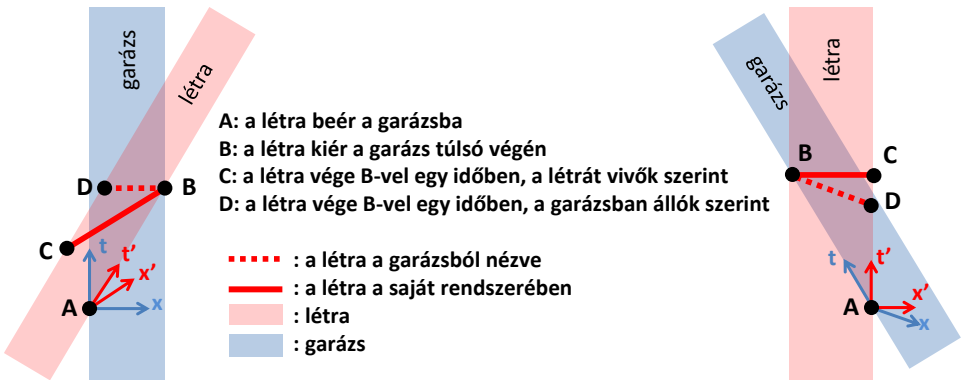 garázs
létra
D
B
C
t
t’
x’
A
x
A: a létra beér a garázsba
B: a létra kiér a garázs túlsó végén
C: a létra vége B-vel egy időben, a létrát vivők szerint
D: a létra vége B-vel egy időben, a garázsban állók szerint
: a létra a garázsból nézve
: a létra a saját rendszerében
: létra
: garázs
garázs
létra
B
C
D
t
t’
x’
A
x